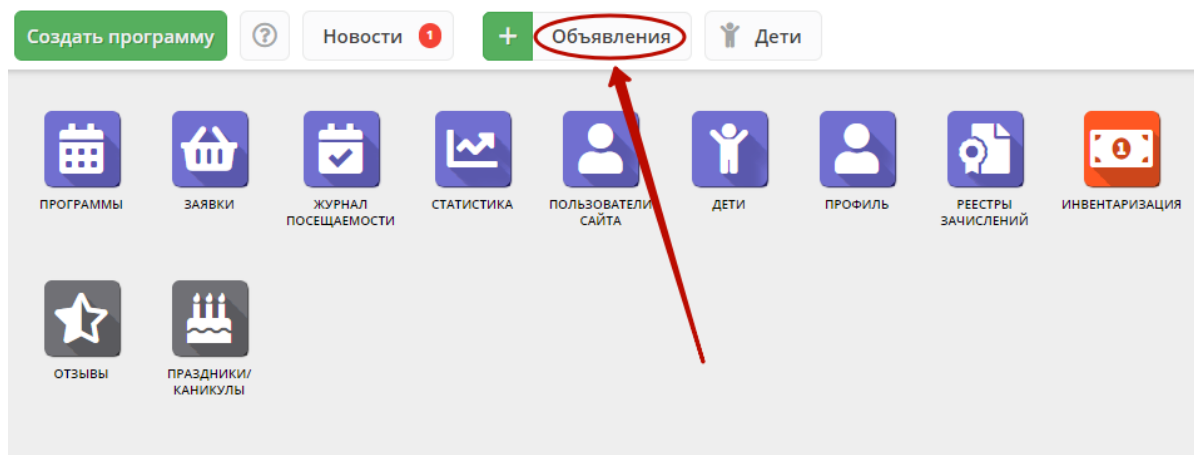 Создать программу ? Новости 1 + Объявления Дети
ПРОГРАММЫ ЗАЯВКИ ЖУРНАЛ СТАТИСТИКА ПОЛЬЗОВАТЕЛИ ДЕТИ ПРОФИЛЬ РЕЕСТРЫ ИНВЕНТАРИЗАЦИЯ
ПОСЕЩАЕМОСТИ САЙТА ЗАЧИСЛЕНИЙ
1
ОТЗЫВЫ ПРАЗДНИКИ/
КАНИКУЛЫ